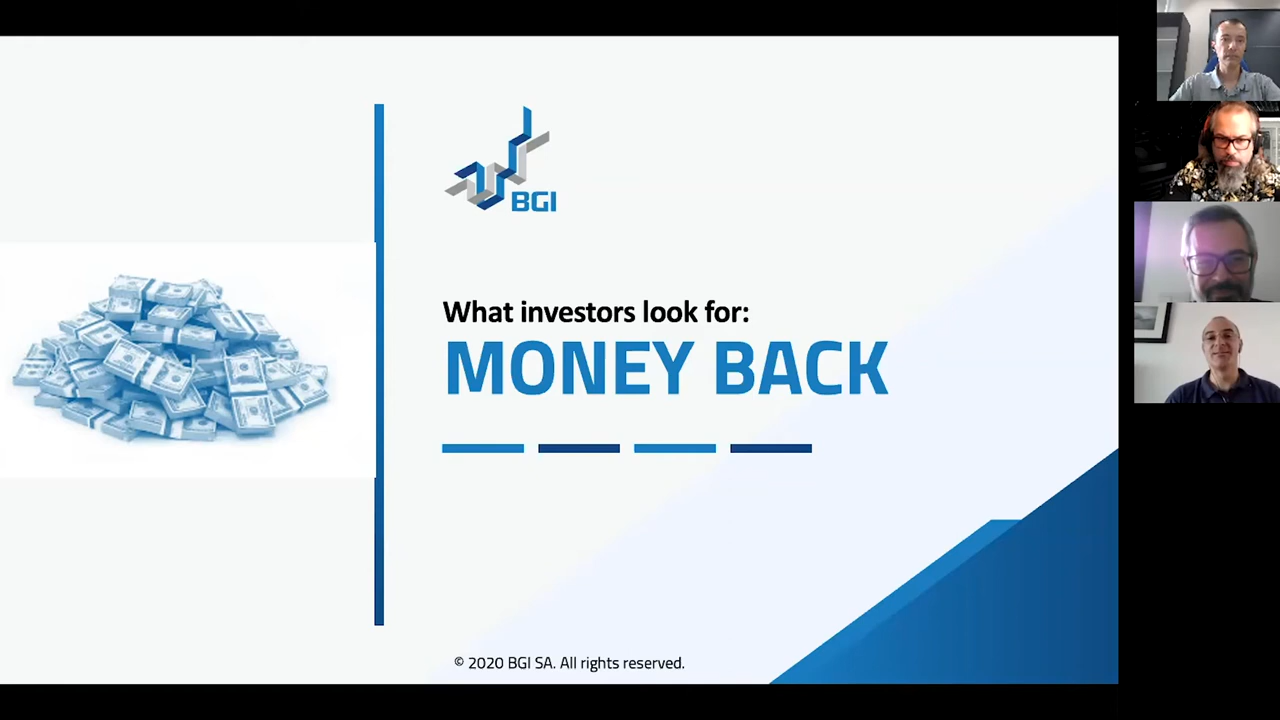 BGI
What investors look for:
MONEY BACK
© 2020 BGI SA. All rights reserved.